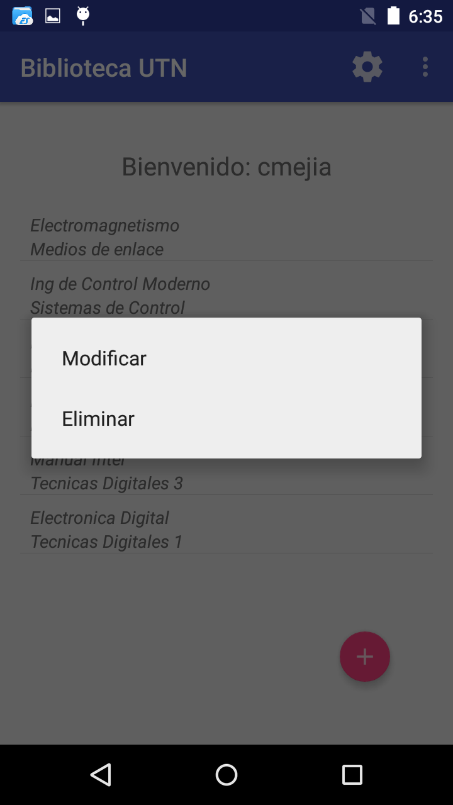 6:35
Biblioteca UTN
Bienvenido: cmejia
Electromagnetismo
Medios de enlace
Ing de Control Moderno
Sistemas de Control
Modificar
Eliminar
Manual Intel
Tecnicas Digitales 3
Electronica Digital
Tecnicas Digitales 1